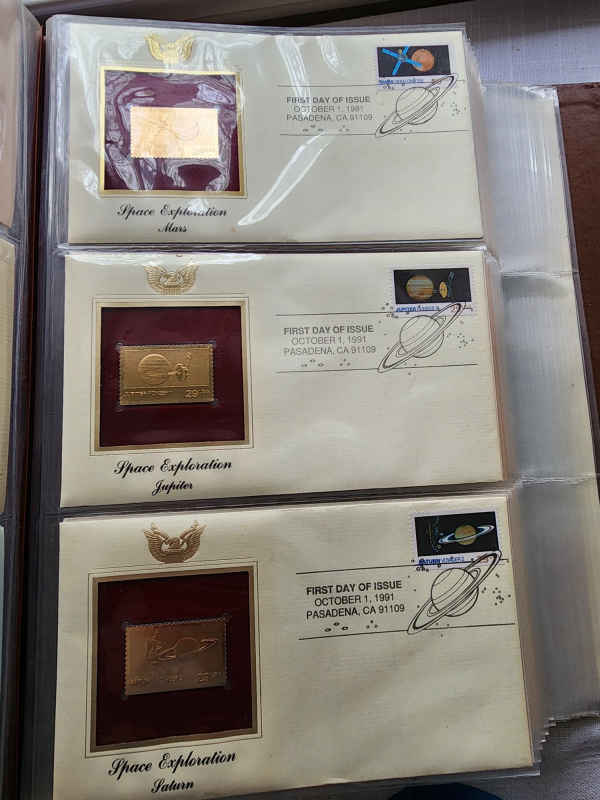 FIRST DAY OF ISSUE
OCTOBER 1, 1991
PASADENA, CA 91109
Space Exploration
Mars
FIRST DAY OF ISSUE
OCTOBER 1, 1991
PASADENA, CA 91109
29 USA
Space Exploration
Jupiter
FIRST DAY OF ISSUE
OCTOBER 1, 1991
PASADENA, CA 91109
Space Exploration
Saturn